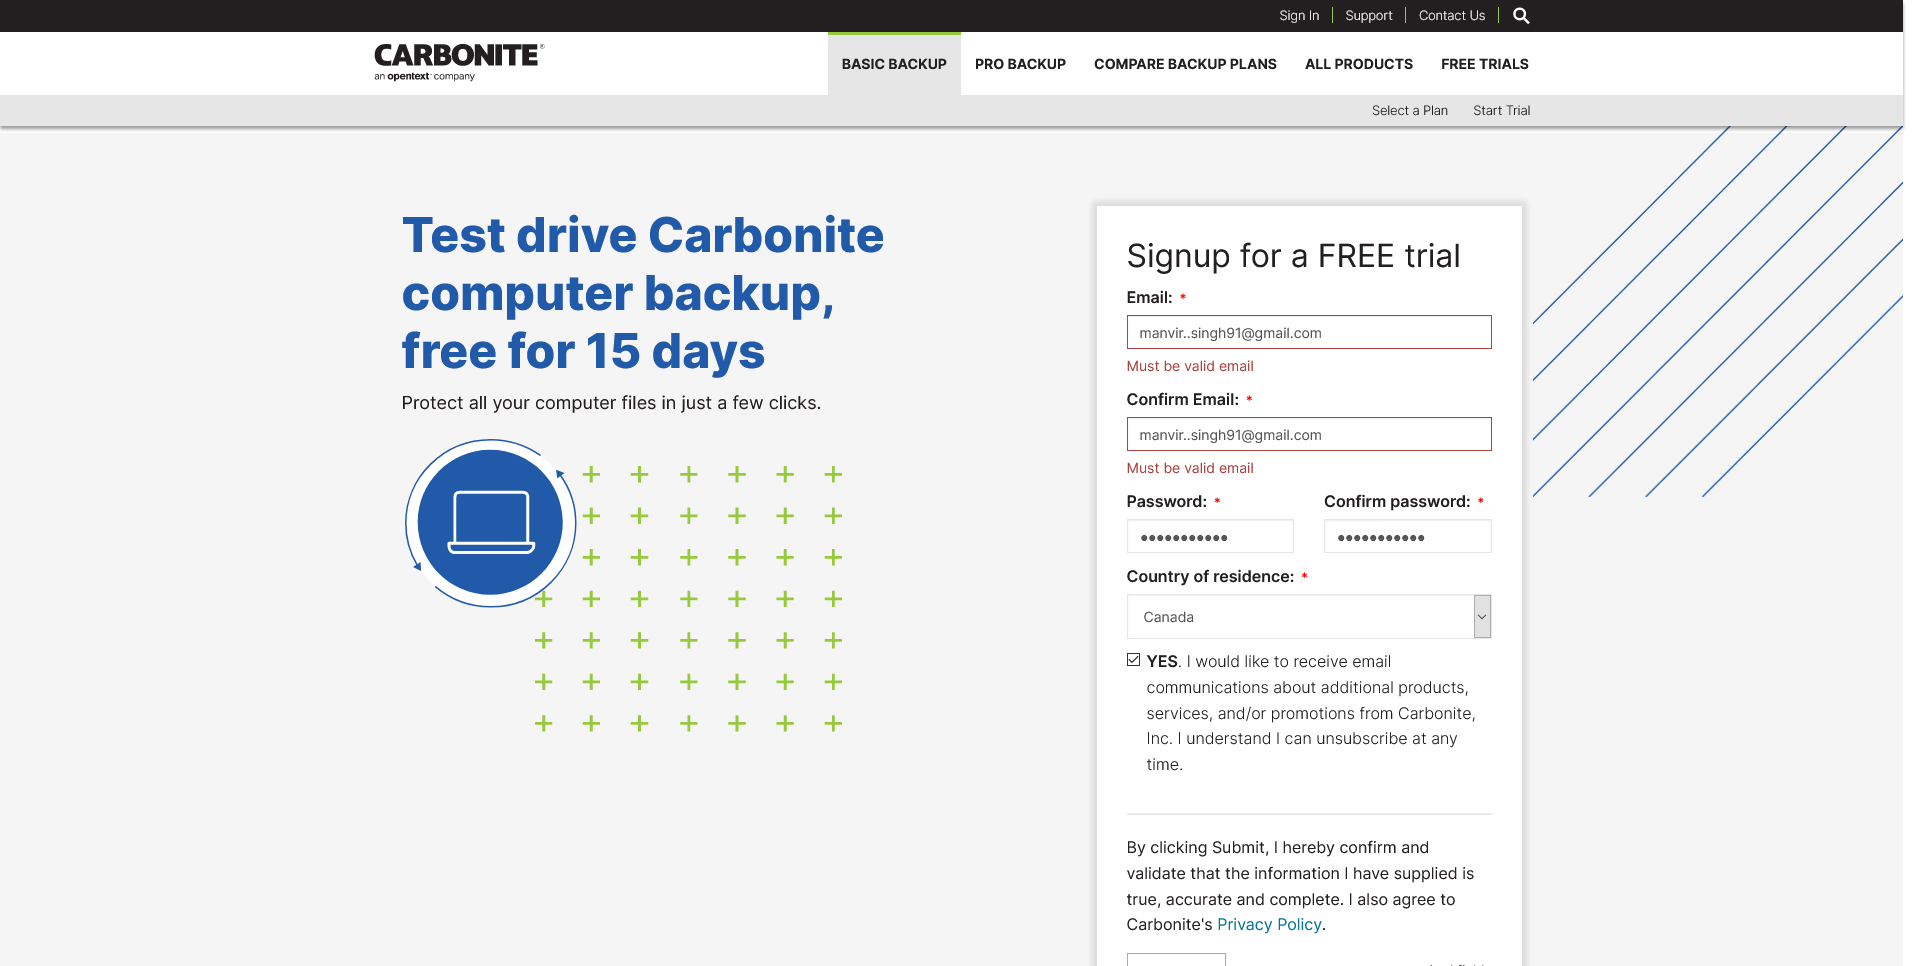 Sign In
Support
Contact Us
CARBONITE®
an opentext™ company
BASIC BACKUP
PRO BACKUP
COMPARE BACKUP PLANS
ALL PRODUCTS
FREE TRIALS
Select a Plan
Start Trial
Test drive Carbonite
computer backup,
free for 15 days
Protect all your computer files in just a few clicks.
Signup for a FREE trial
Email: *
manvir..singh91@gmail.com
Must be valid email
Confirm Email: *
manvir..singh91@gmail.com
Must be valid email
Password: *
Confirm password: *
Country of residence: *
Canada
YES. I would like to receive email
communications about additional products,
services, and/or promotions from Carbonite,
Inc. I understand I can unsubscribe at any
time.
By clicking Submit, I hereby confirm and
validate that the information I have supplied is
true, accurate and complete. I also agree to
Carbonite's Privacy Policy.